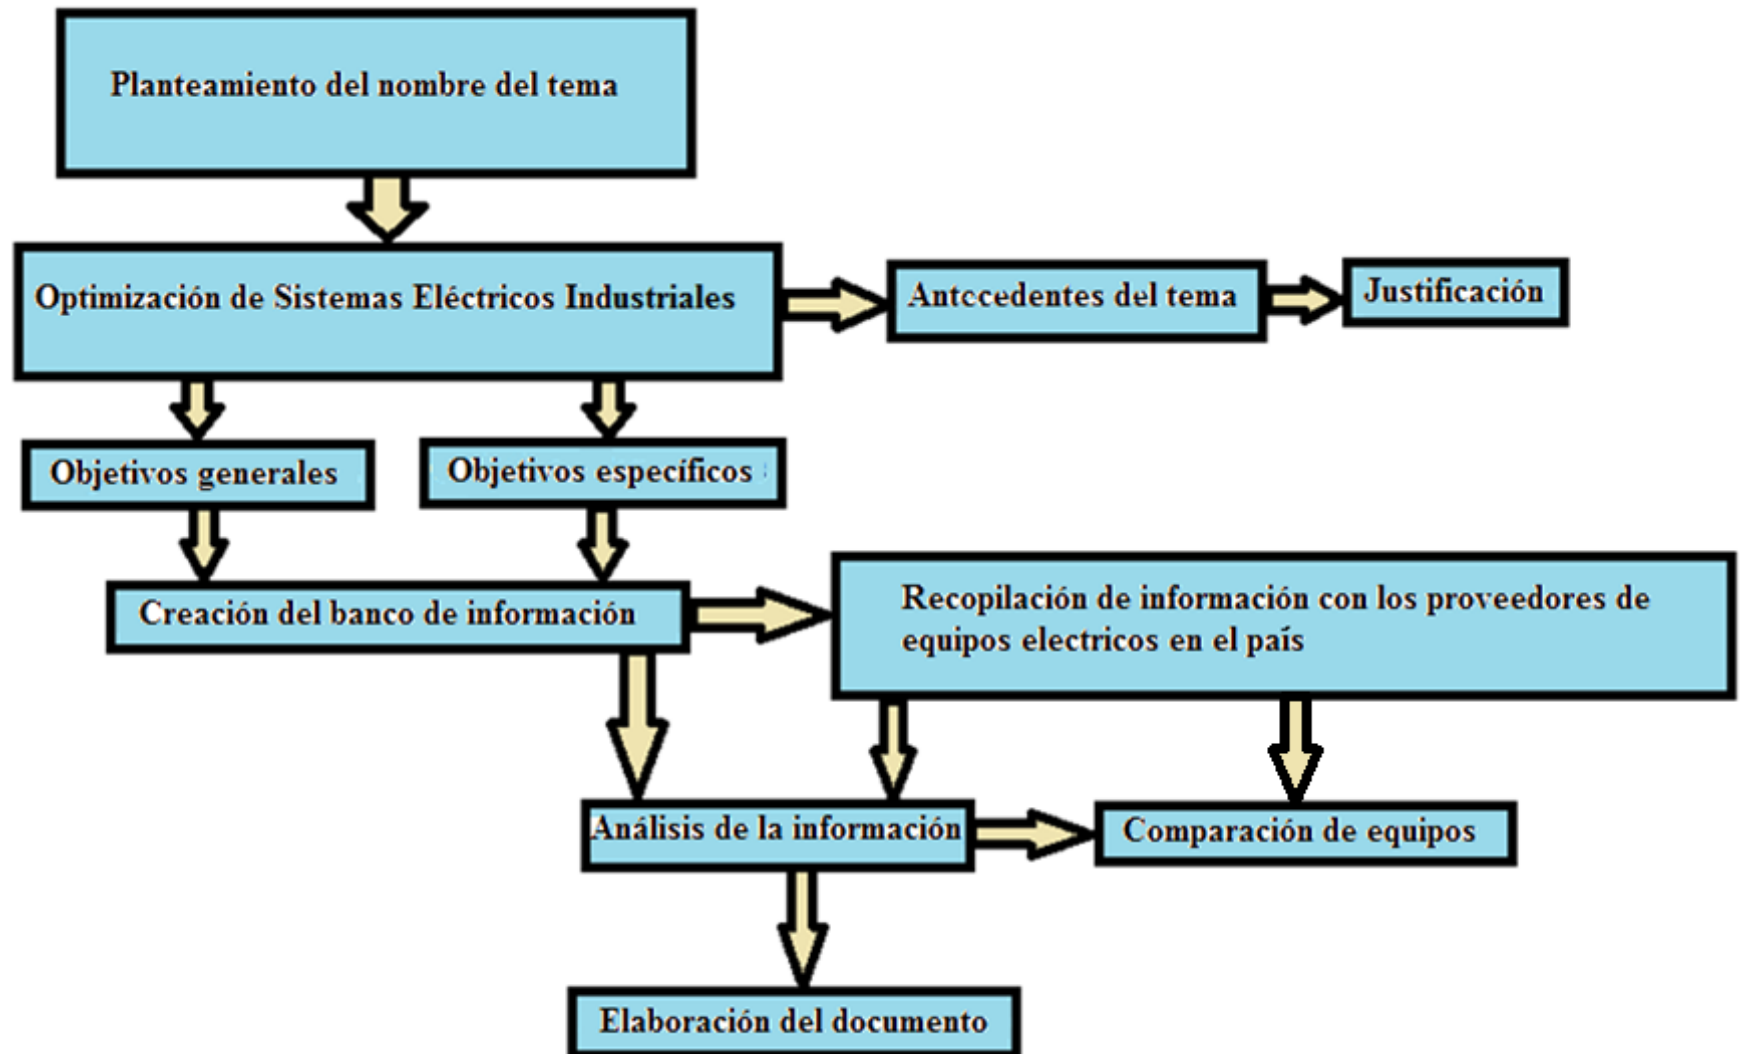 Planteamiento del nombre del tema
Optimización de Sistemas Eléctricos Industriales
Antecedentes del tema
Justificación
Objetivos generales
Objetivos específicos
Creación del banco de información
Recopilación de información con los proveedores de
equipos electricos en el país
Análisis de la información
Comparación de equipos
Elaboración del documento